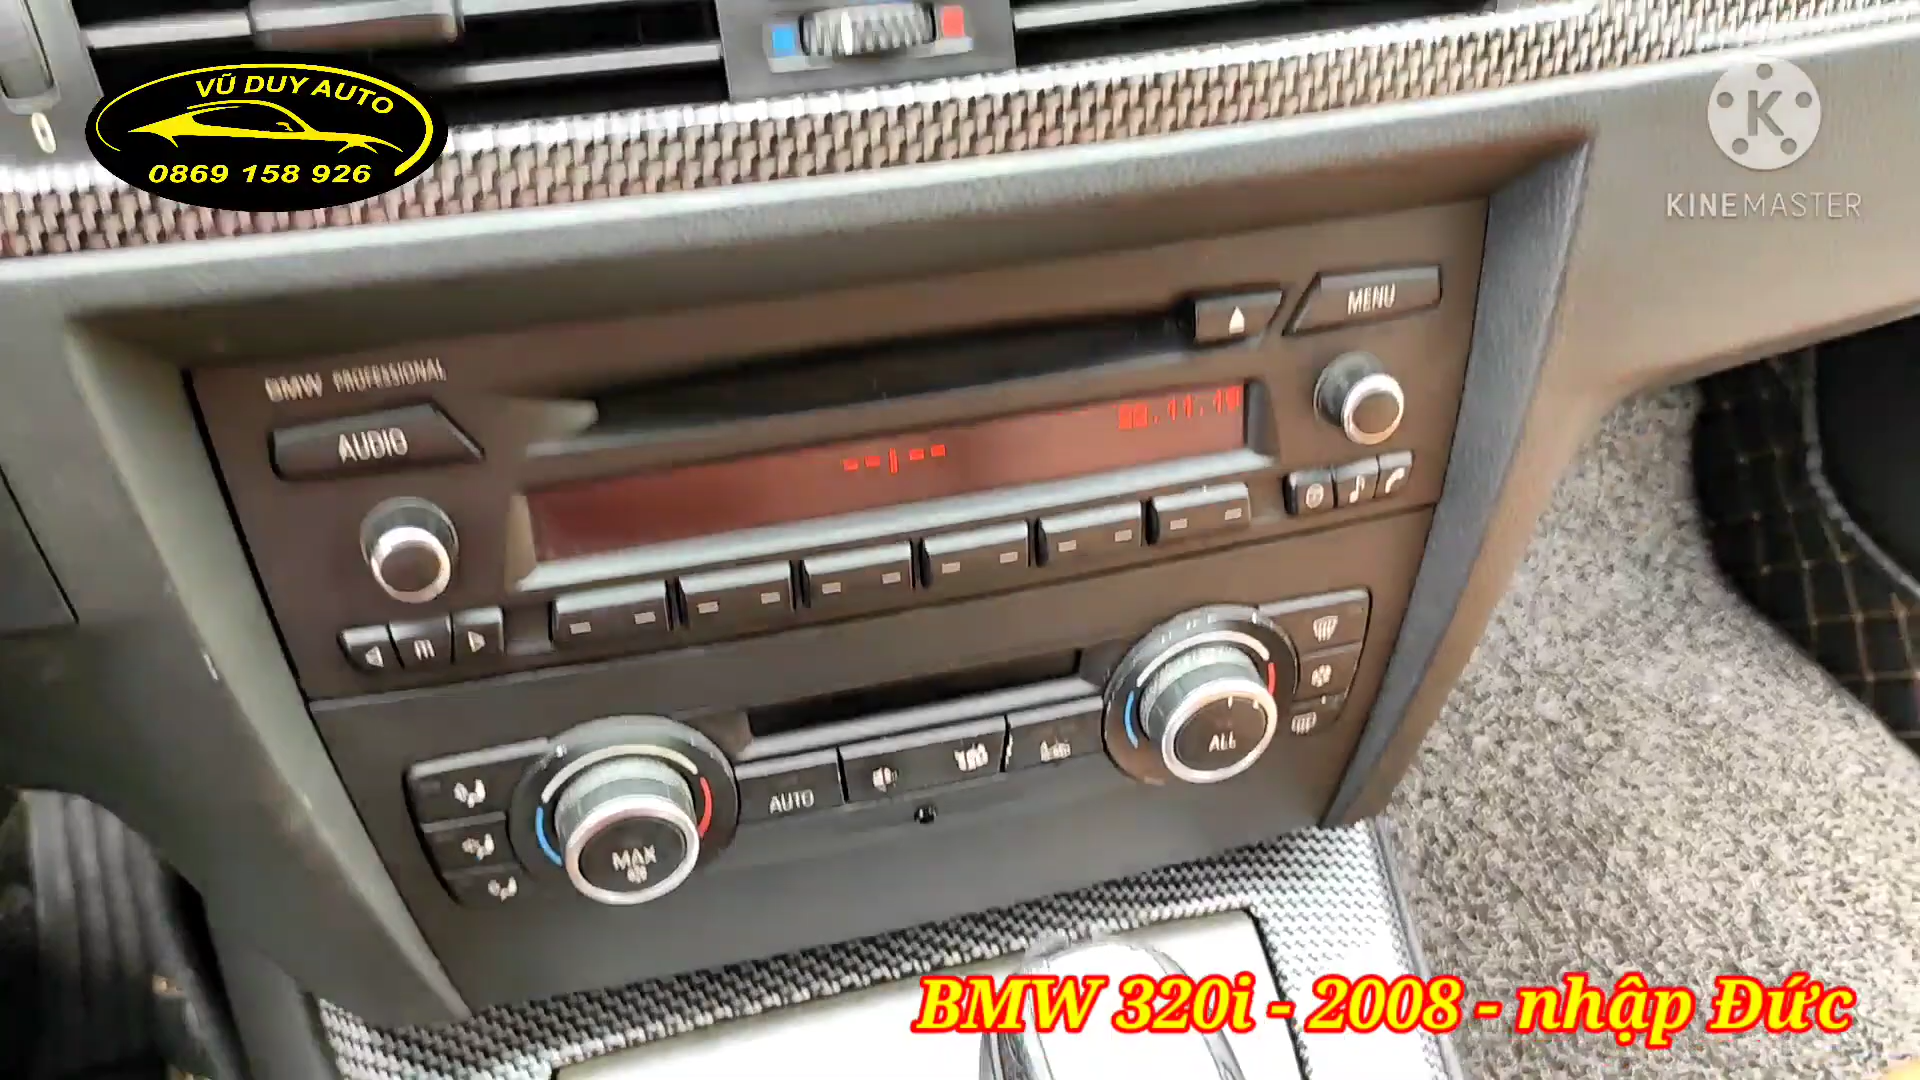 VŨ DUY AUTO
0869 158 926
KINEMASTER
MENU
BMW PROFESSIONAL
AUDIO
AUTO
ALL
MAX
BMW 320i - 2008 - nhập Đức